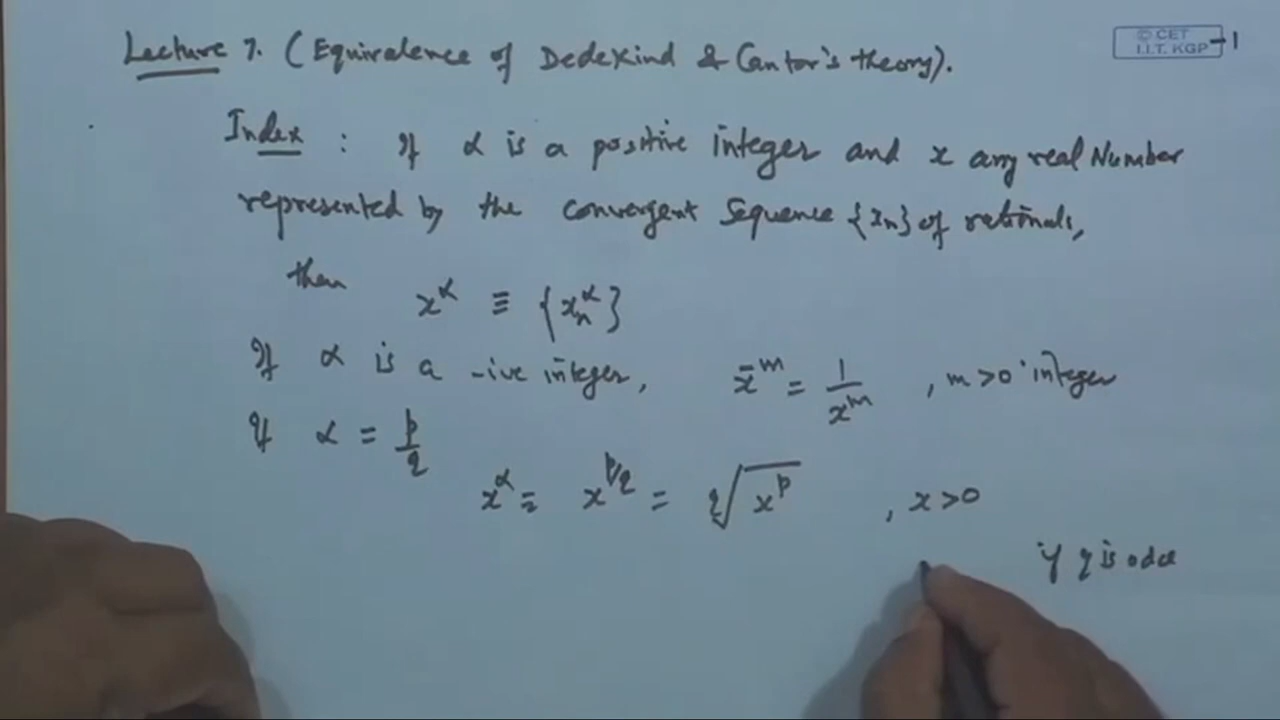 Lecture 7. (Equivalence of Dedekind & Cantor's theory).
© CET
I.I.T. KGP
-1
Index : If α is a positive integer and x any real Number
represented by the convergent Sequence {xₙ} of rationals,
then x^α ≡ {xₙ^α}
If α is a -ive integer, x^-m = 1/x^m , m>0 integer
If α = p/q
x^α = x^p/q = q√x^p , x>0
if q is odd